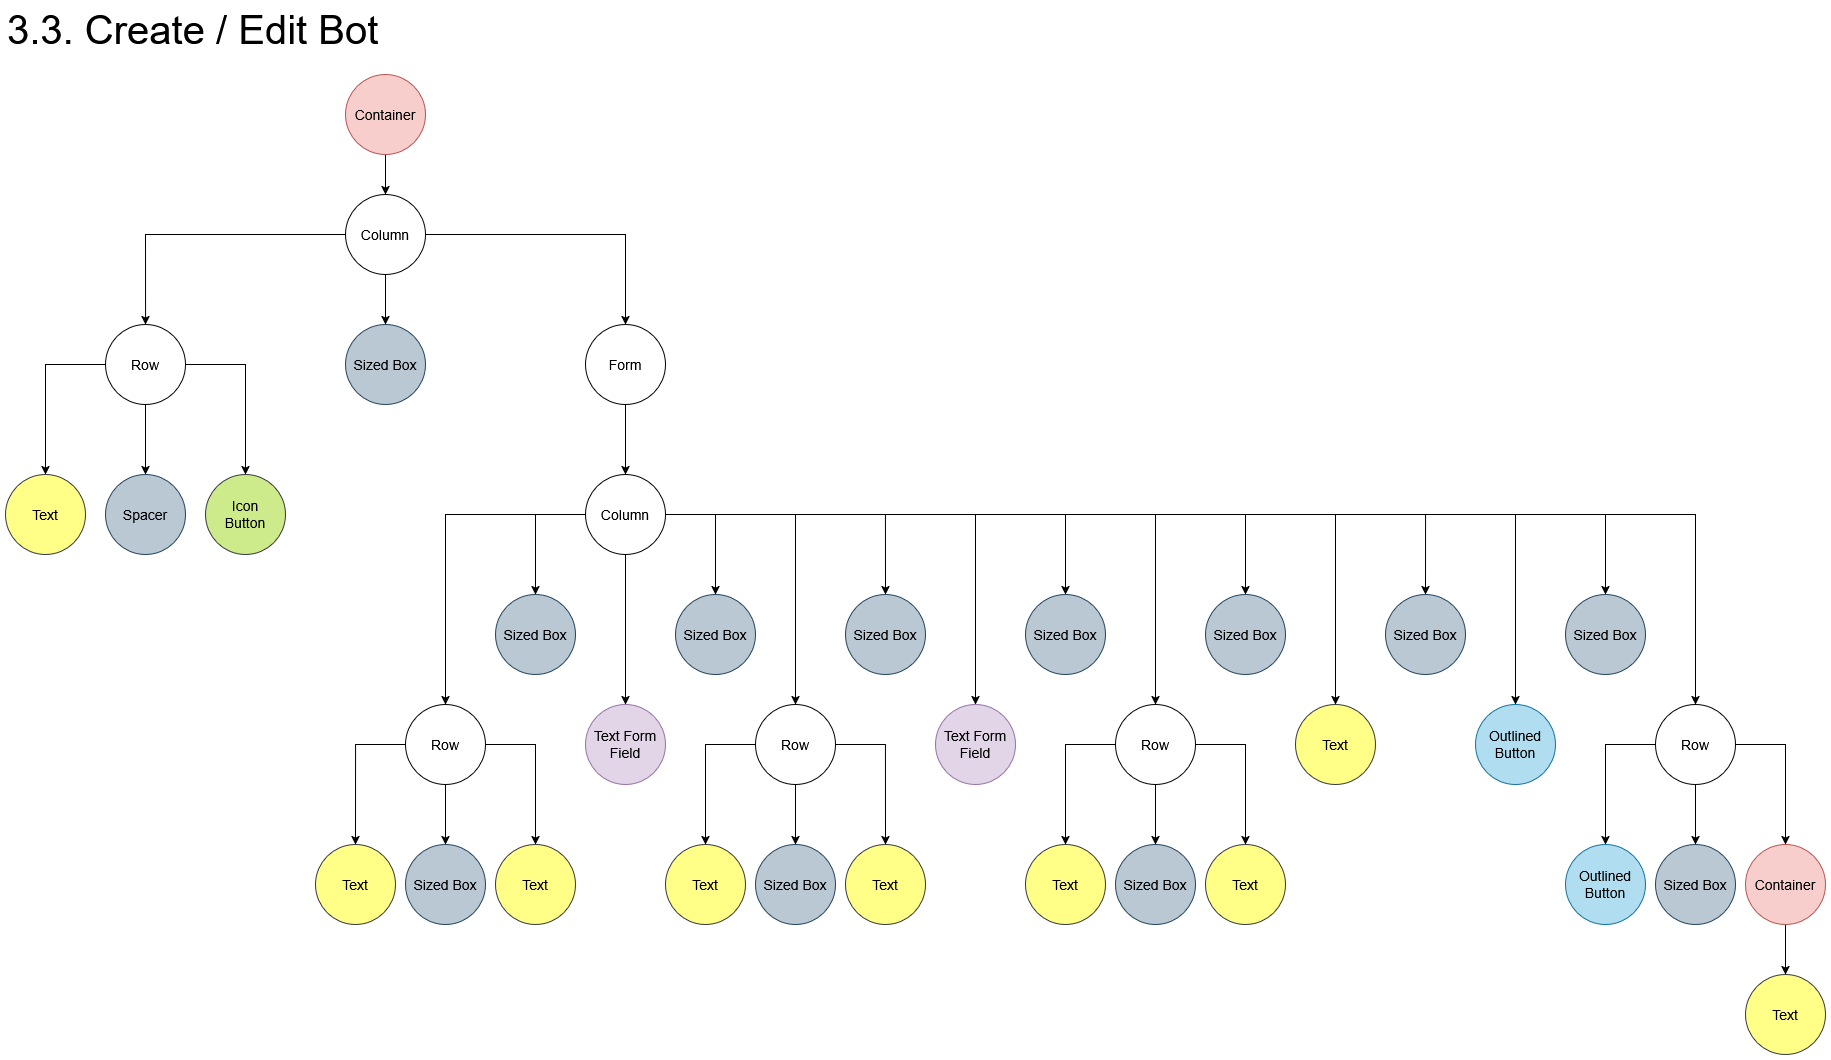 3.3. Create / Edit Bot
Container
Column
Row
Sized Box
Form
Text
Spacer
Icon
Button
Column
Sized Box
Sized Box
Sized Box
Sized Box
Sized Box
Sized Box
Sized Box
Row
Text Form
Field
Row
Text Form
Field
Row
Text
Outlined
Button
Row
Text
Sized Box
Text
Text
Sized Box
Text
Text
Sized Box
Text
Outlined
Button
Sized Box
Container
Text